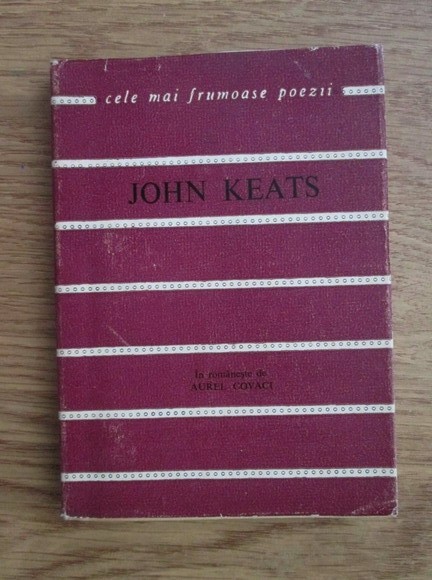 cele mai frumoase poezii
JOHN KEATS
În românește de
AUREL COVACI